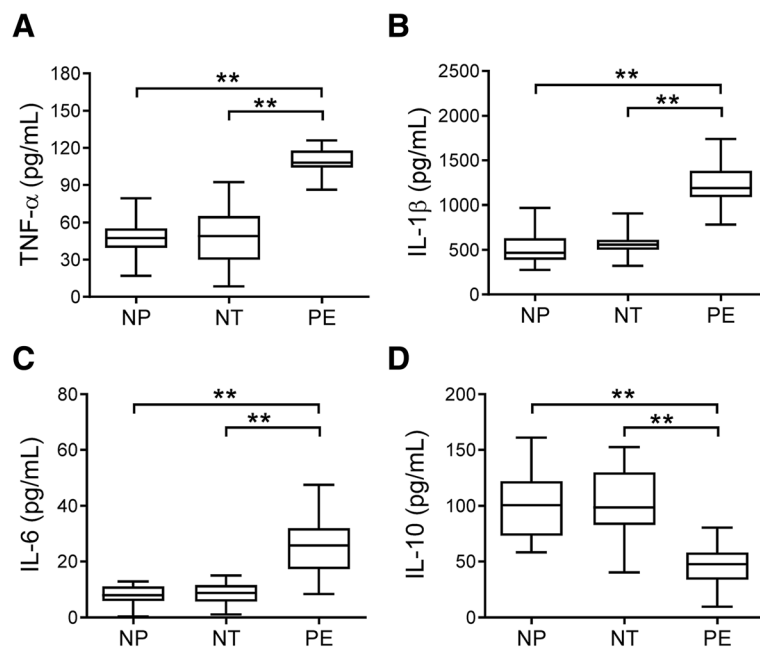 A
TNF-α (pg/mL)
180
150
120
90
60
30
0
**
**
NP NT PE
B
IL-1β (pg/mL)
2500
2000
1500
1000
500
0
**
**
NP NT PE
C
IL-6 (pg/mL)
80
60
40
20
0
**
**
NP NT PE
D
IL-10 (pg/mL)
200
150
100
50
0
**
**
NP NT PE